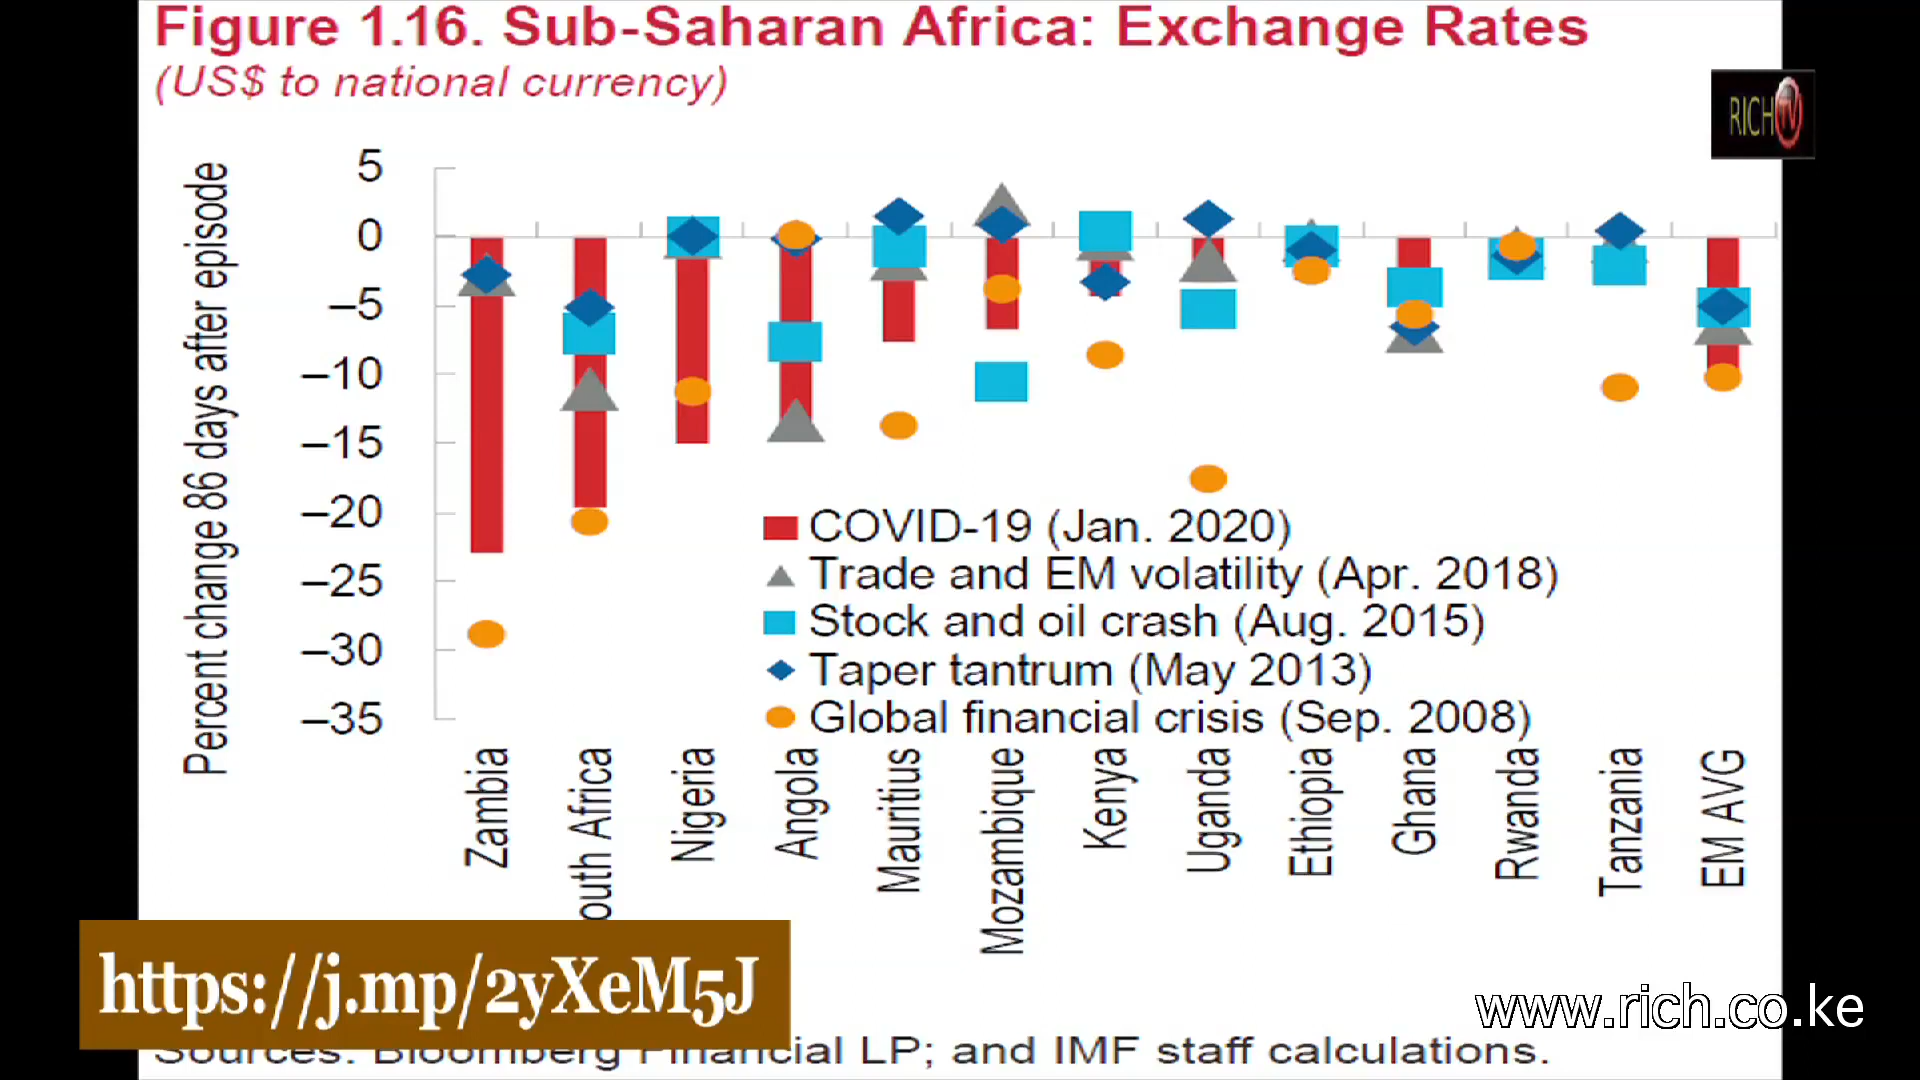 Figure 1.16. Sub-Saharan Africa: Exchange Rates
(US$ to national currency)
RICH TV
Percent change 86 days after episode
5
0
–5
–10
–15
–20
–25
–30
–35
COVID-19 (Jan. 2020)
Trade and EM volatility (Apr. 2018)
Stock and oil crash (Aug. 2015)
Taper tantrum (May 2013)
Global financial crisis (Sep. 2008)
Zambia
outh Africa
Nigeria
Angola
Mauritius
Mozambique
Kenya
Uganda
Ethiopia
Ghana
Rwanda
Tanzania
EM AVG
https://j.mp/2yXeM5J
www.rich.co.ke
Sources: Bloomberg Financial LP; and IMF staff calculations.